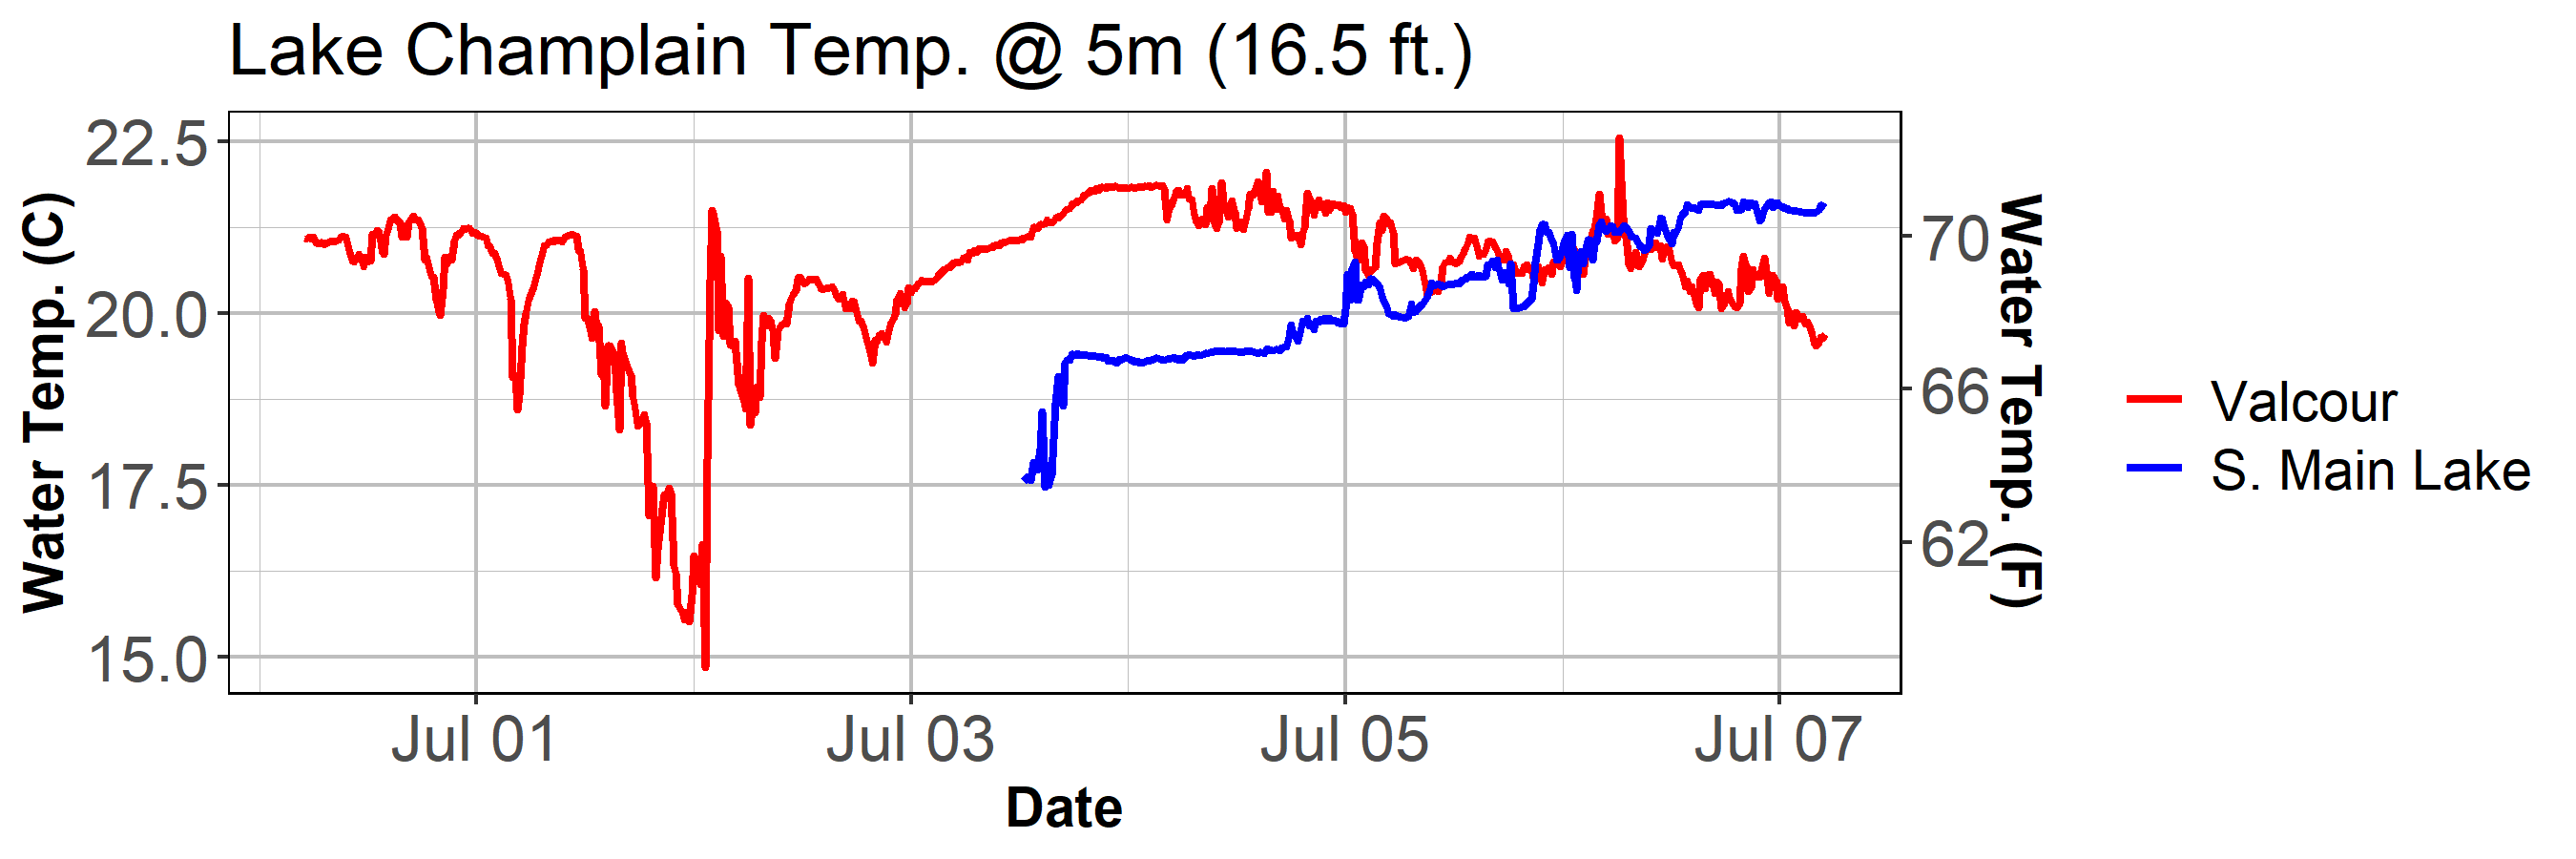 Lake Champlain Temp. @ 5m (16.5 ft.)
Water Temp. (C)
22.5
20.0
17.5
15.0
70
66
62
Water Temp. (F)
Jul 01
Jul 03
Jul 05
Jul 07
Date
Valcour
S. Main Lake